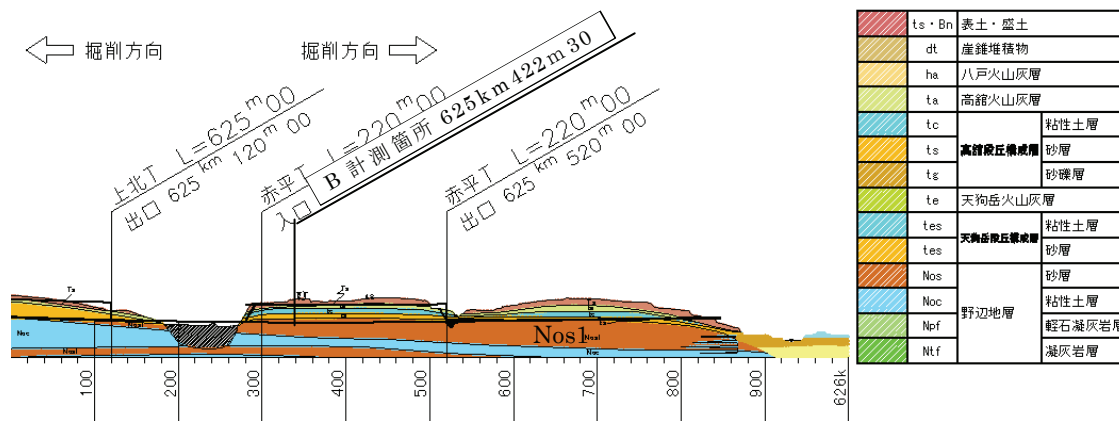 掘削方向
掘削方向
上北T L=625m00
出口 625km 120m 00
赤平T L=220m00
入口
B 計測箇所 625km 422m 30
赤平T L=220m00
出口 625km 520m 00
Nos1
Nos1
Noc
Nos1
Noc
100
200
300
400
500
600
700
800
900
626k
ts・Bn 表土・盛土
dt 崖錐堆積物
ha 八戸火山灰層
ta 高舘火山灰層
tc 高舘段丘構成層 粘性土層
ts 砂層
tg 砂礫層
te 天狗岳火山灰層
tes 天狗岳段丘構成層 粘性土層
tes 砂層
Nos 野辺地層 砂層
Noc 粘性土層
Npf 軽石凝灰岩層
Ntf 凝灰岩層